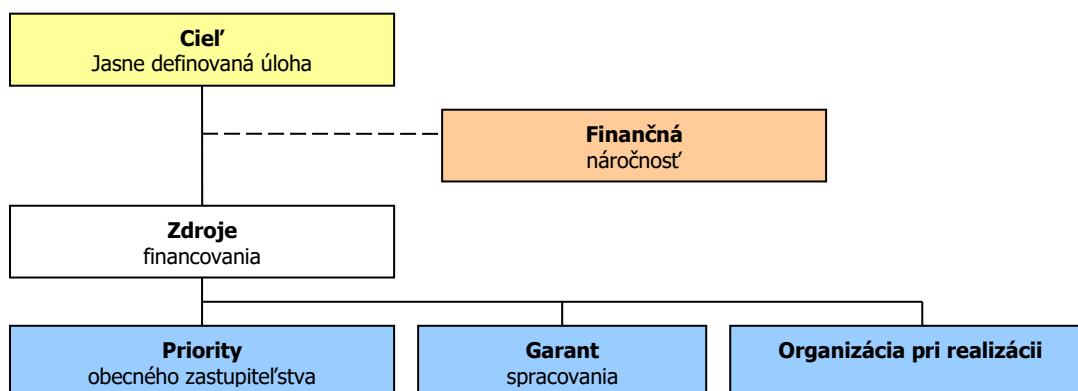 Cieľ
Jasne definovaná úloha
Finančná
náročnosť
Zdroje
financovania
Priority
obecného zastupiteľstva
Garant
spracovania
Organizácia pri realizácii